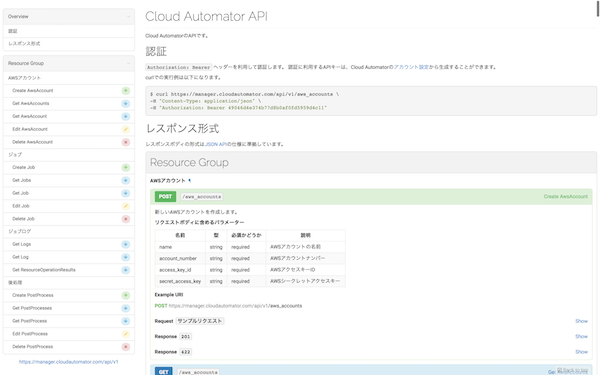 Overview
認証
レスポンス形式
Resource Group
AWSアカウント
Create AwsAccount
Get AwsAccounts
Get AwsAccount
Edit AwsAccount
Delete AwsAccount
ジョブ
Create Job
Get Jobs
Get Job
Edit Job
Delete Job
ジョブログ
Get Logs
Get Log
Get ResourceOperationResults
後処理
Create PostProcess
Get PostProcesses
Get PostProcess
Edit PostProcess
Delete PostProcess
https://manager.cloudautomator.com/api/v1
Cloud Automator API
Cloud AutomatorのAPIです。
認証
Authorization: Bearer ヘッダーを利用して認証します。 認証に利用するAPIキーは、Cloud Automatorのアカウント設定から生成することができます。
curlでの実行例は以下になります。
$ curl https://manager.cloudautomator.com/api/v1/aws_accounts \
-H "Content-Type: application/json" \
レスポンス形式
レスポンスボディの形式はJSON APIの仕様に準拠しています。
Resource Group
AWSアカウント ¶
POST /aws_accounts Create AwsAccount
新しいAWSアカウントを作成します。
リクエストボディに含めるパラメーター
名前 型 必須かどうか 説明
name string required AWSアカウントの名前
account_number string required AWSアカウントナンバー
access_key_id string required AWSアクセスキーID
secret_access_key string required AWSシークレットアクセスキー
Example URI
POST https://manager.cloudautomator.com/api/v1/aws_accounts
Request サンプルリクエスト Show
Response 201 Show
Response 422 Show
GET /aws_accounts